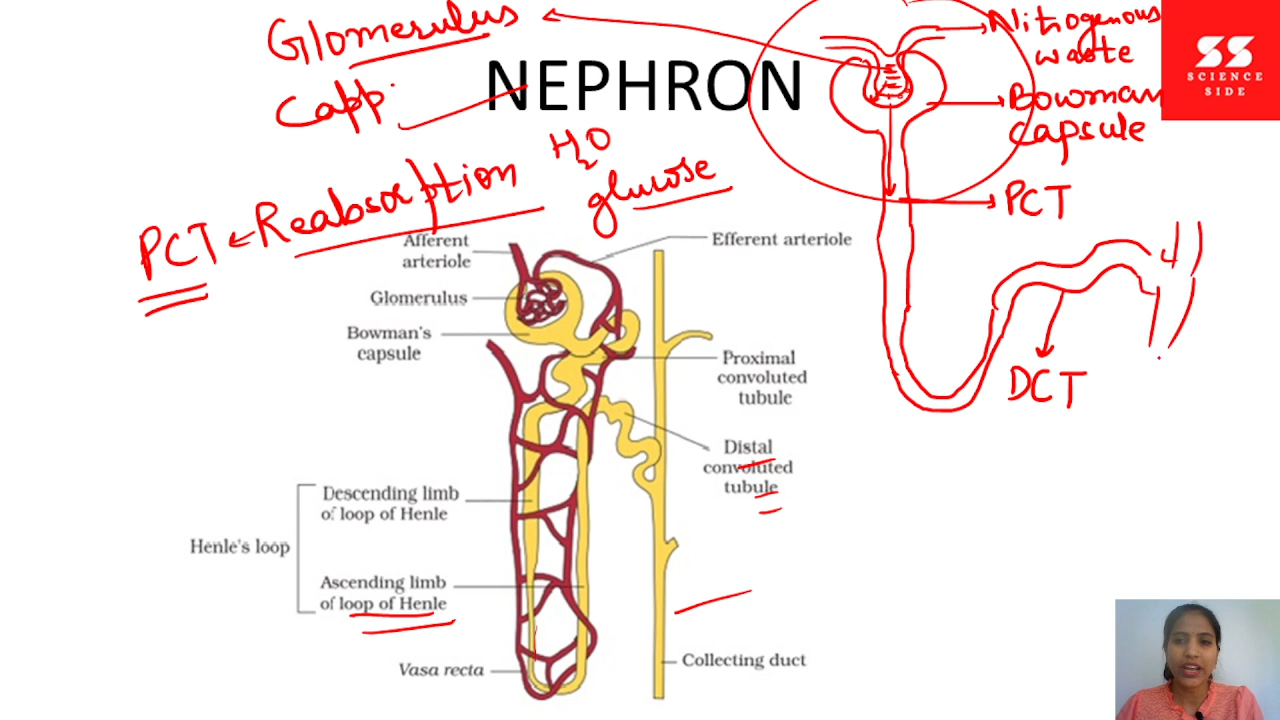 Glomerulus
Capp
NEPHRON
Nitrogenous
waste
Bowman
Capsule
SS
SCIENCE
SIDE
PCT ← Reabsorption
H₂O
glucose
PCT
DCT
Afferent
arteriole
Efferent arteriole
Glomerulus
Bowman's
capsule
Proximal
convoluted
tubule
Distal
convoluted
tubule
Descending limb
of loop of Henle
Henle's loop
Ascending limb
of loop of Henle
Vasa recta
Collecting duct